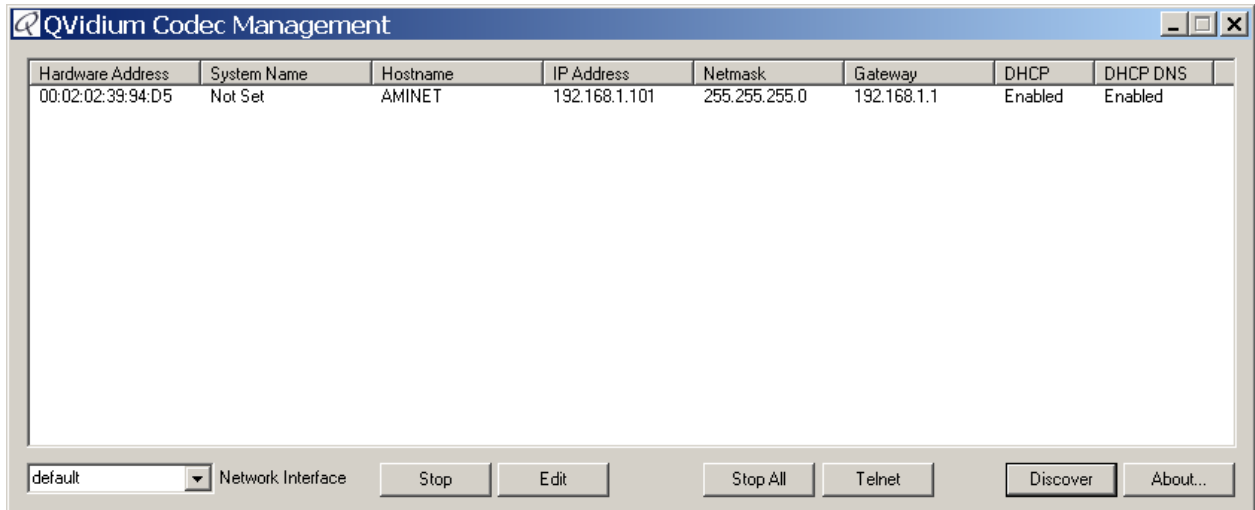 QVidium Codec Management
Hardware Address System Name Hostname IP Address Netmask Gateway DHCP DHCP DNS
00:02:02:39:94:D5 Not Set AMINET 192.168.1.101 255.255.255.0 192.168.1.1 Enabled Enabled
default Network Interface Stop Edit Stop All Telnet Discover About...